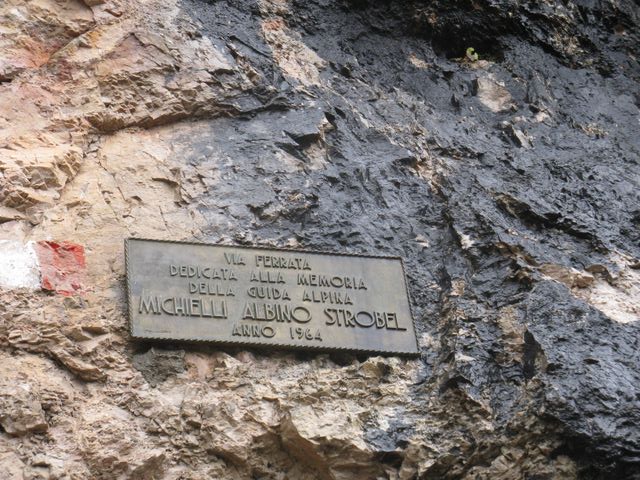 VIA FERRATA
DEDICATA ALLA MEMORIA
DELLA GUIDA ALPINA
MICHIELLI ALBINO STROBEL
ANNO 1964